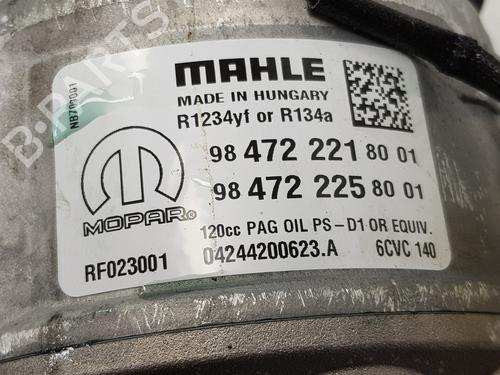 MAHLE
MADE IN HUNGARY
R1234yf or R134a
98 472 221 80 01
98 472 225 80 01
MOPAR®
120cc PAG OIL PS-D1 OR EQUIV.
RF023001 04244200623.A 6CVC 140
B-PARTS